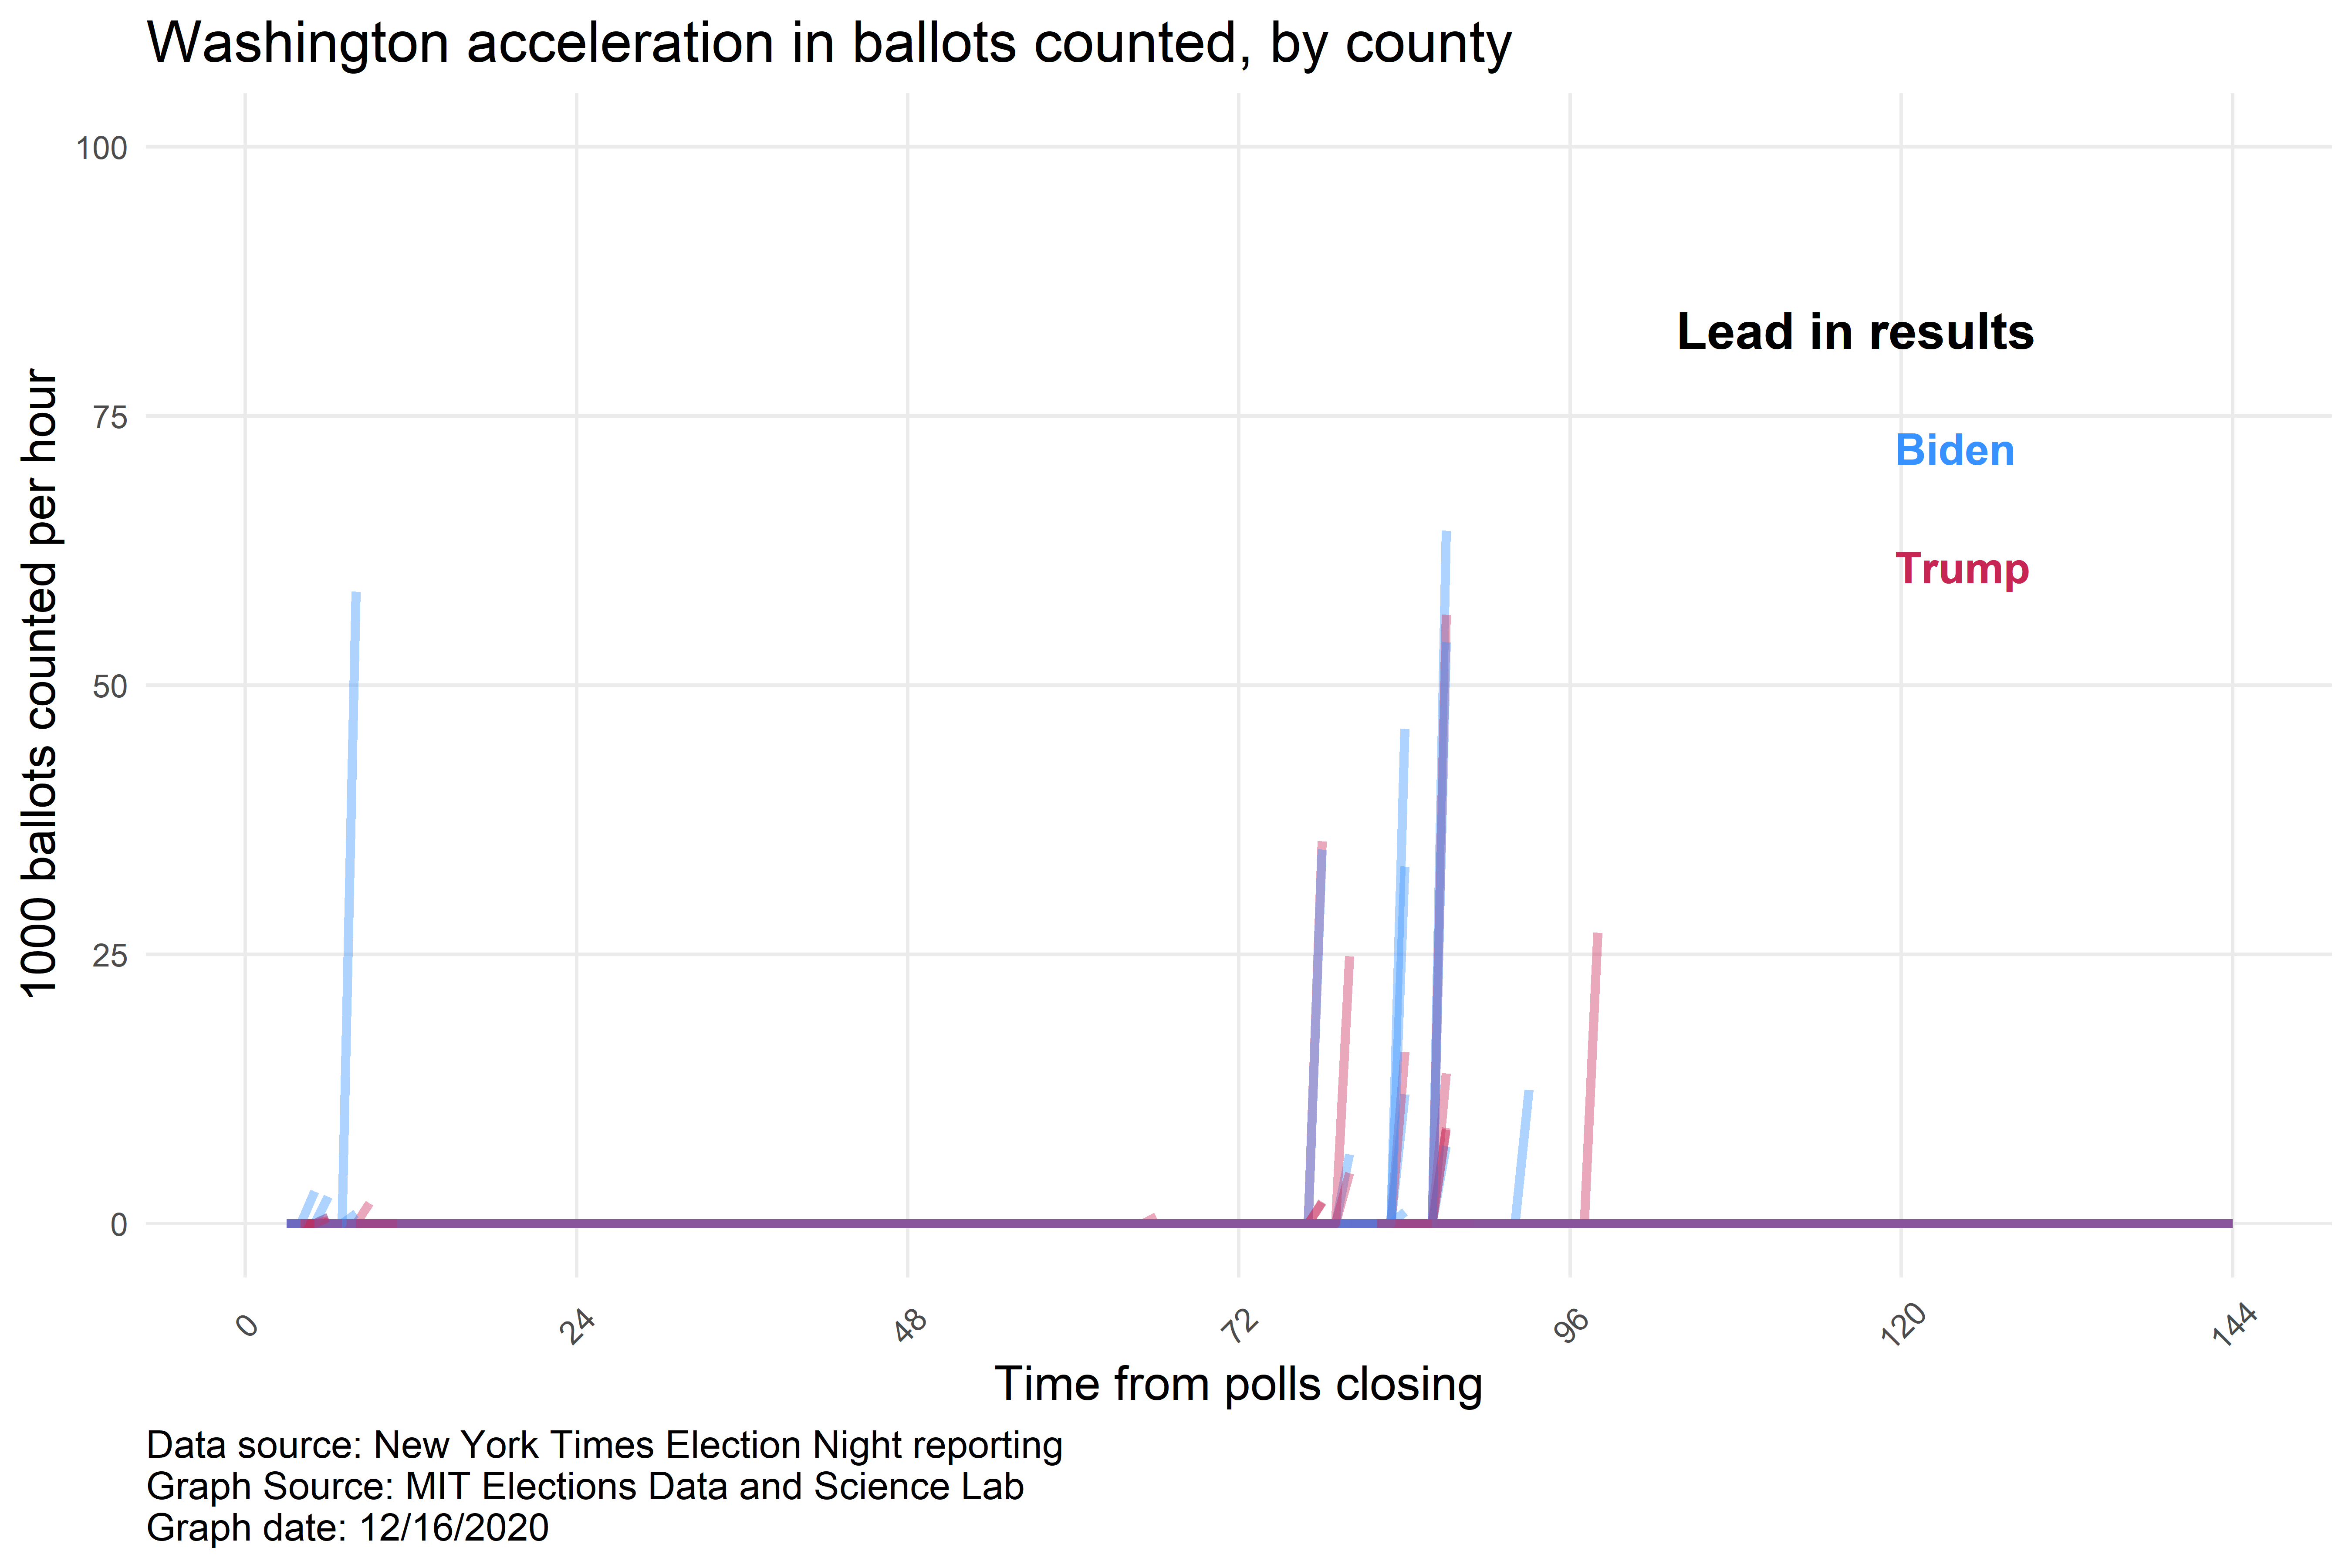 Washington acceleration in ballots counted, by county
1000 ballots counted per hour
100
75
50
25
0
Lead in results
Biden
Trump
0
24
48
72
96
120
144
Time from polls closing
Data source: New York Times Election Night reporting
Graph Source: MIT Elections Data and Science Lab
Graph date: 12/16/2020